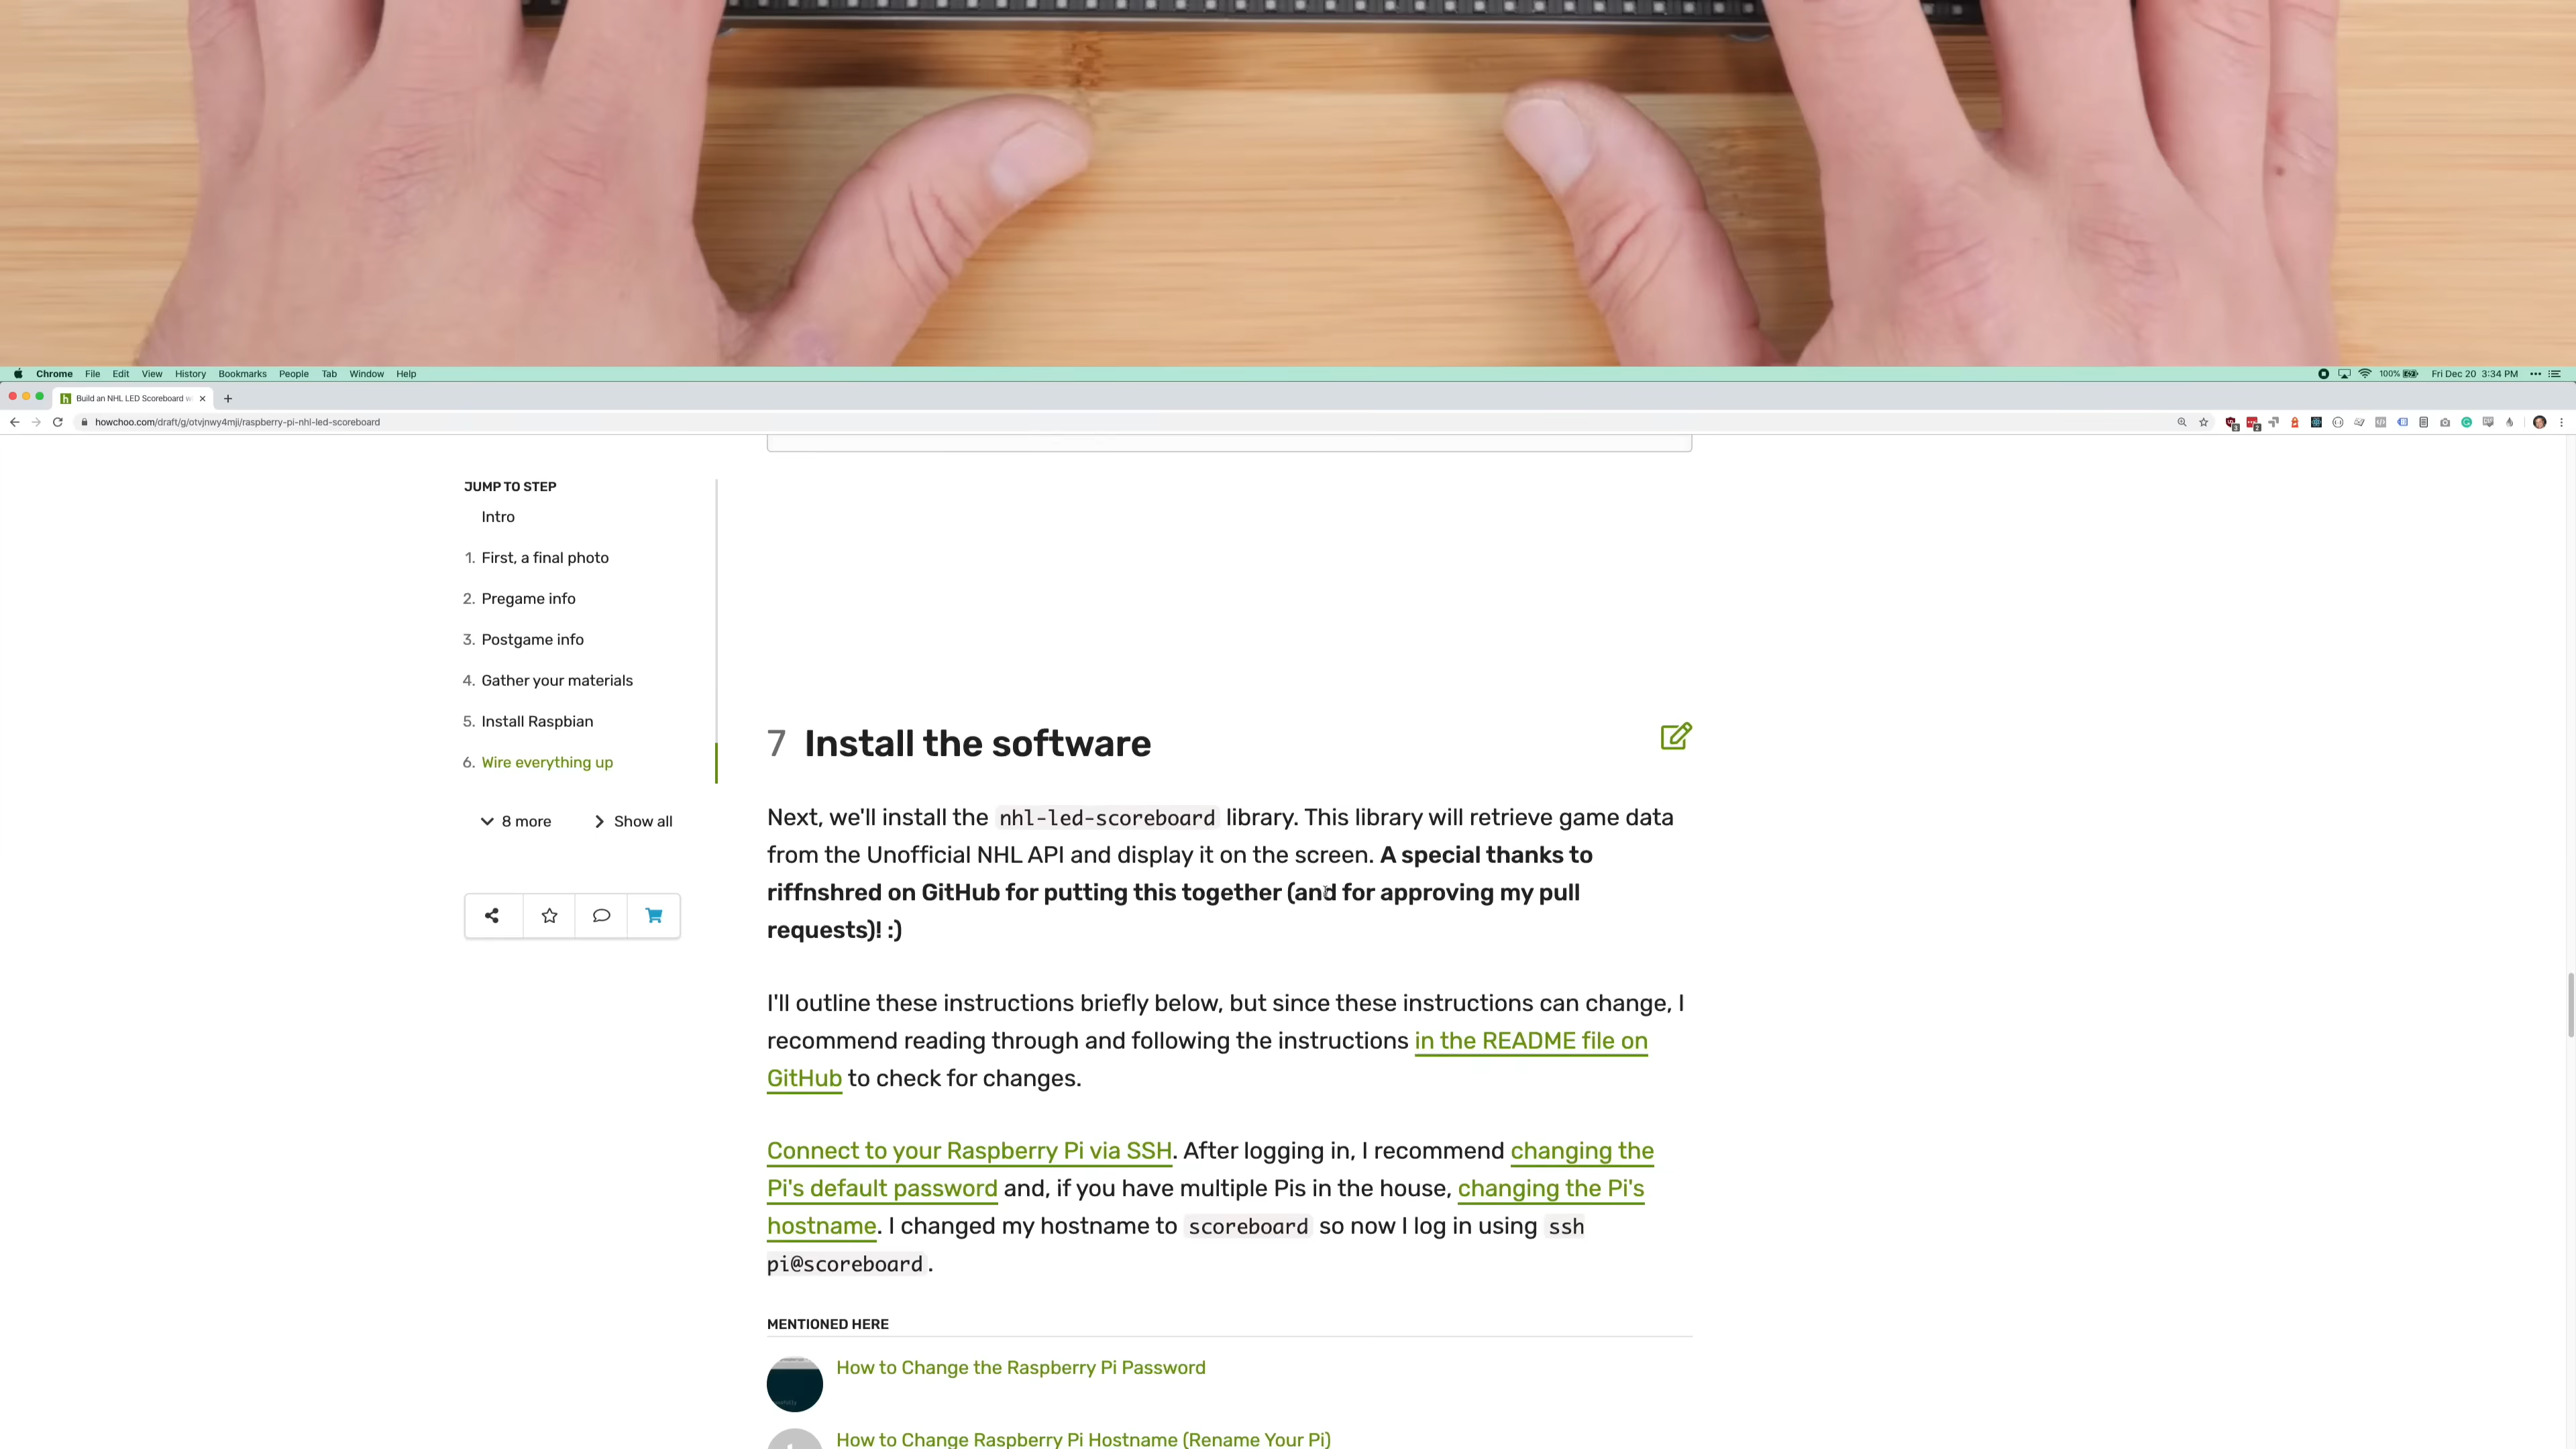 Chrome File Edit View History Bookmarks People Tab Window Help
100% Fri Dec 20 3:34 PM
Build an NHL LED Scoreboard w
howchoo.com/draft/g/otvjnwy4mji/raspberry-pi-nhl-led-scoreboard
JUMP TO STEP
Intro
1. First, a final photo
2. Pregame info
3. Postgame info
4. Gather your materials
5. Install Raspbian
6. Wire everything up
8 more Show all
7 Install the software
Next, we'll install the nhl-led-scoreboard library. This library will retrieve game data
from the Unofficial NHL API and display it on the screen. A special thanks to
riffnshred on GitHub for putting this together (and for approving my pull
requests)! :)
I'll outline these instructions briefly below, but since these instructions can change, I
recommend reading through and following the instructions in the README file on
GitHub to check for changes.
Connect to your Raspberry Pi via SSH. After logging in, I recommend changing the
Pi's default password and, if you have multiple Pis in the house, changing the Pi's
hostname. I changed my hostname to scoreboard so now I log in using ssh
pi@scoreboard.
MENTIONED HERE
How to Change the Raspberry Pi Password
How to Change Raspberry Pi Hostname (Rename Your Pi)